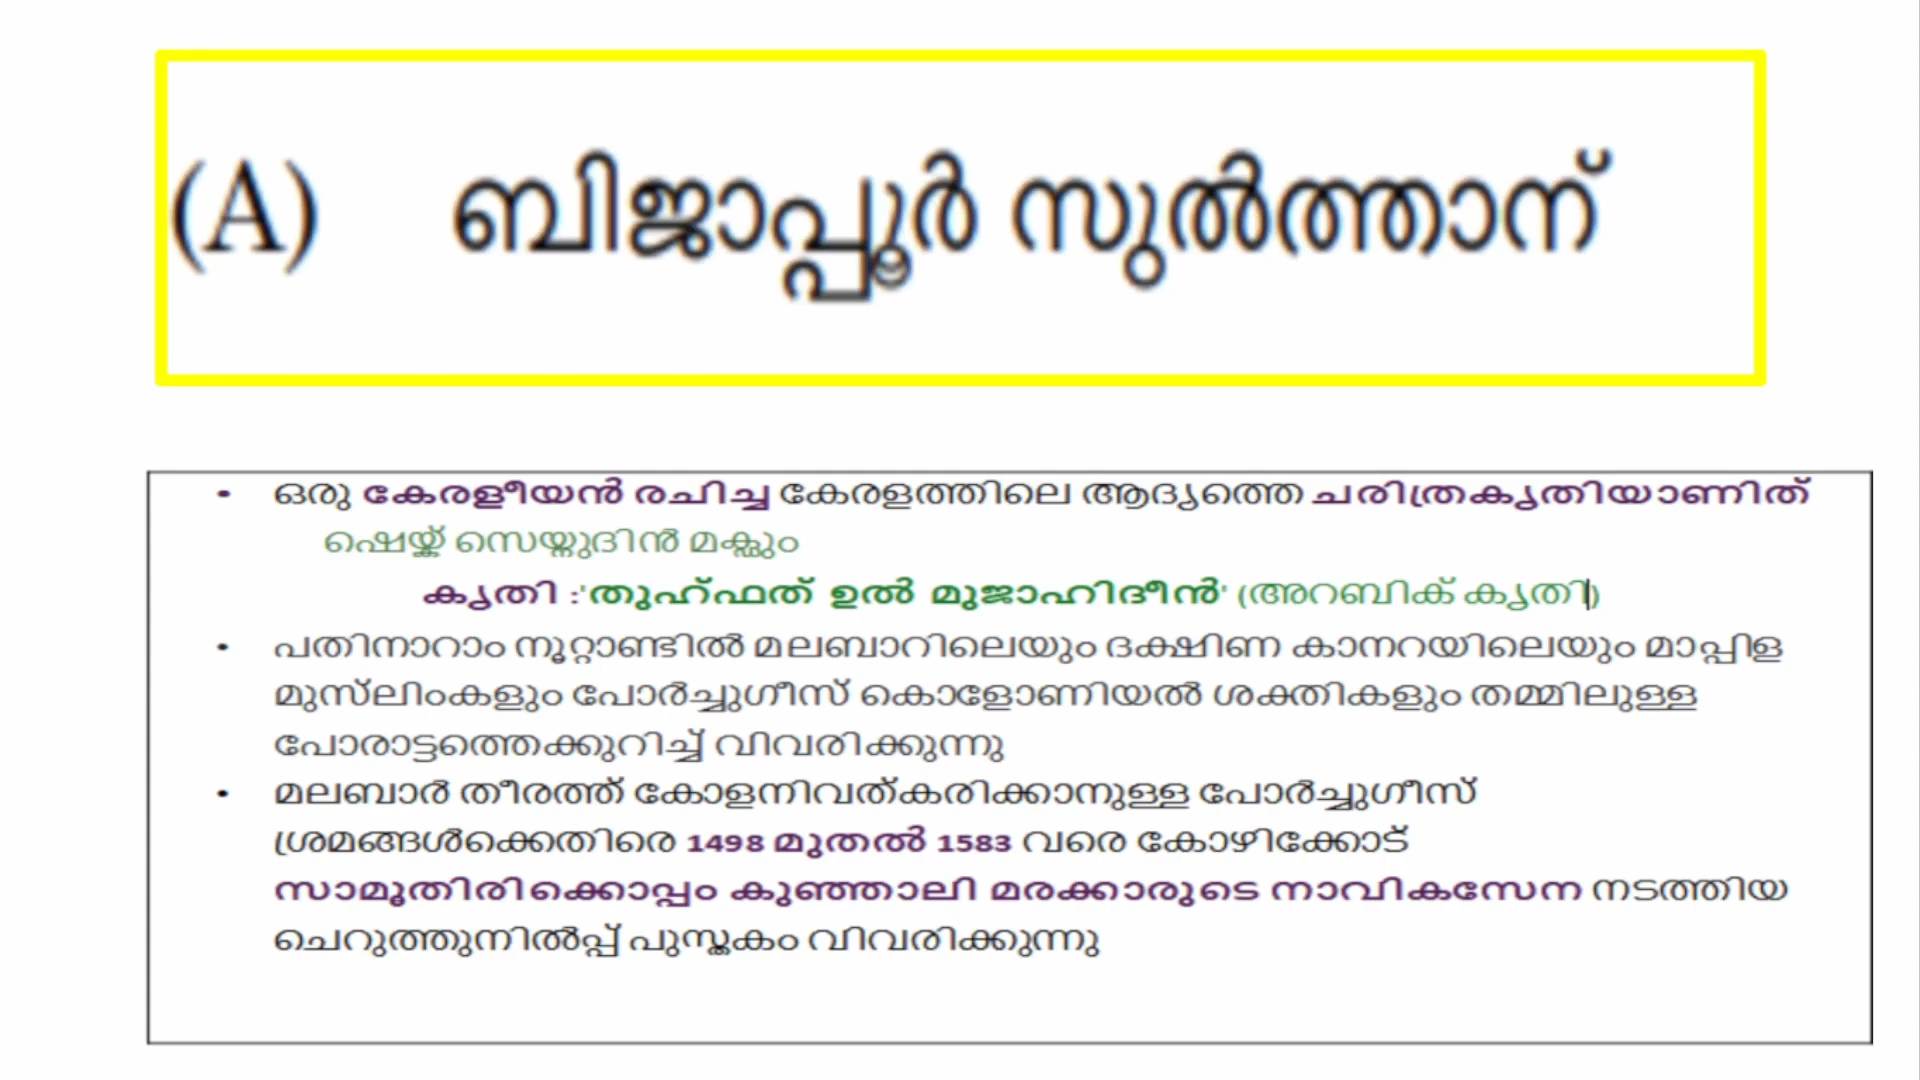 (A) ബിജാപ്പൂർ സുൽത്താന്
• ഒരു കേരളീയൻ രചിച്ച കേരളത്തിലെ ആദ്യത്തെ ചരിത്രകൃതിയാണിത്
ഷെയ്ഖ് സെയ്നുദിൻ മക്ദൂം
കൃതി :'തുഹ്ഫത് ഉൽ മുജാഹിദീൻ' (അറബിക് കൃതി)
• പതിനാറാം നൂറ്റാണ്ടിൽ മലബാറിലെയും ദക്ഷിണ കാനറയിലെയും മാപ്പിള
മുസ്‌ലിംകളും പോർച്ചുഗീസ് കൊളോണിയൽ ശക്തികളും തമ്മിലുള്ള
പോരാട്ടത്തെക്കുറിച്ച് വിവരിക്കുന്നു
• മലബാർ തീരത്ത് കോളനിവത്കരിക്കാനുള്ള പോർച്ചുഗീസ്
ശ്രമങ്ങൾക്കെതിരെ 1498 മുതൽ 1583 വരെ കോഴിക്കോട്
സാമൂതിരിക്കൊപ്പം കുഞ്ഞാലി മരക്കാരുടെ നാവികസേന നടത്തിയ
ചെറുത്തുനിൽപ്പ് പുസ്തകം വിവരിക്കുന്നു